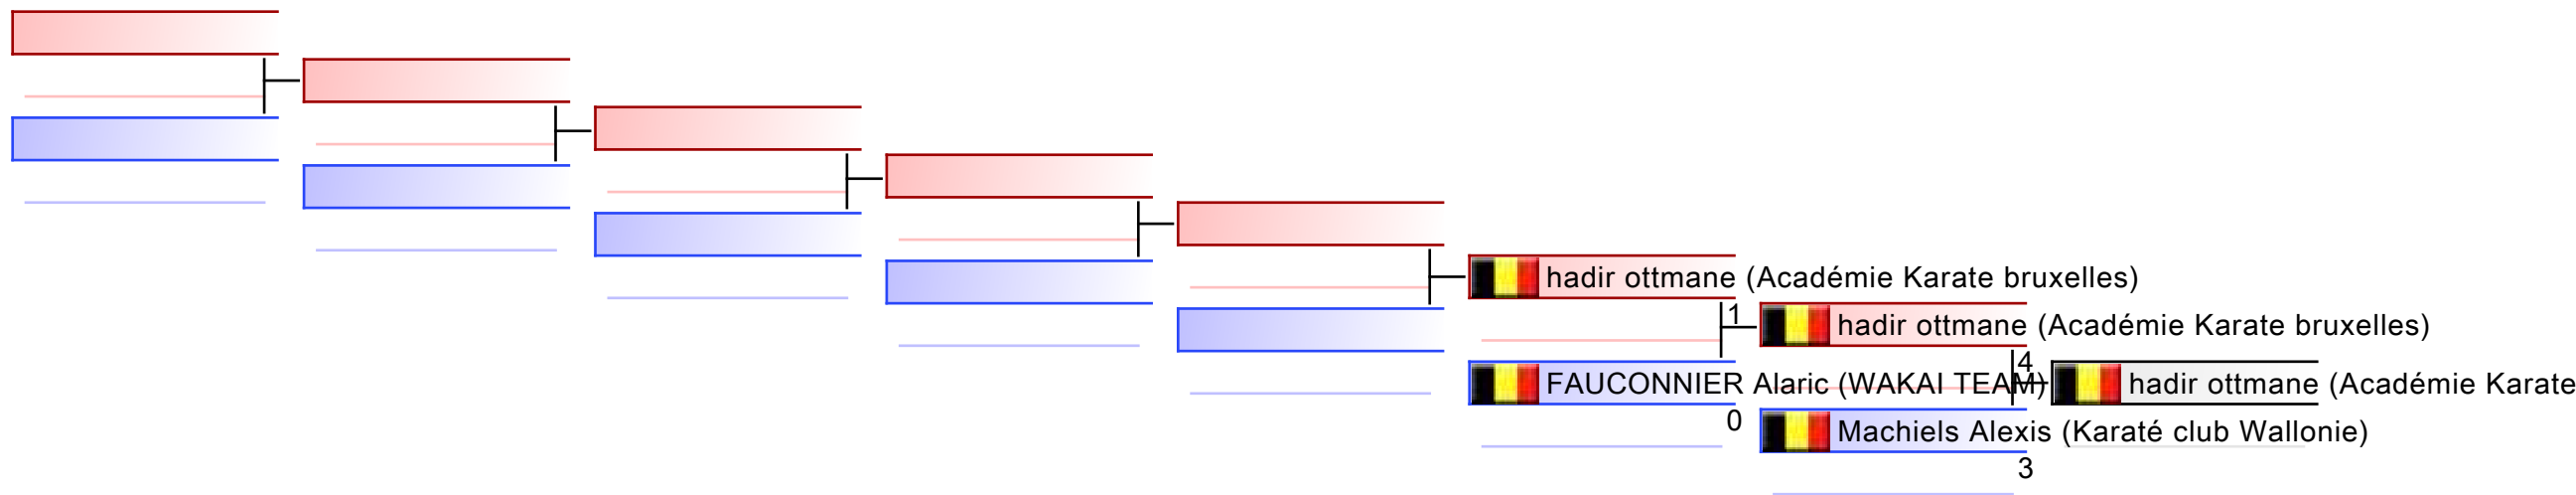 hadir ottmane (Académie Karate bruxelles)
1
hadir ottmane (Académie Karate bruxelles)
4
FAUCONNIER Alaric (WAKAI TEAM)
hadir ottmane (Académie Karate
0
Machiels Alexis (Karaté club Wallonie)
3